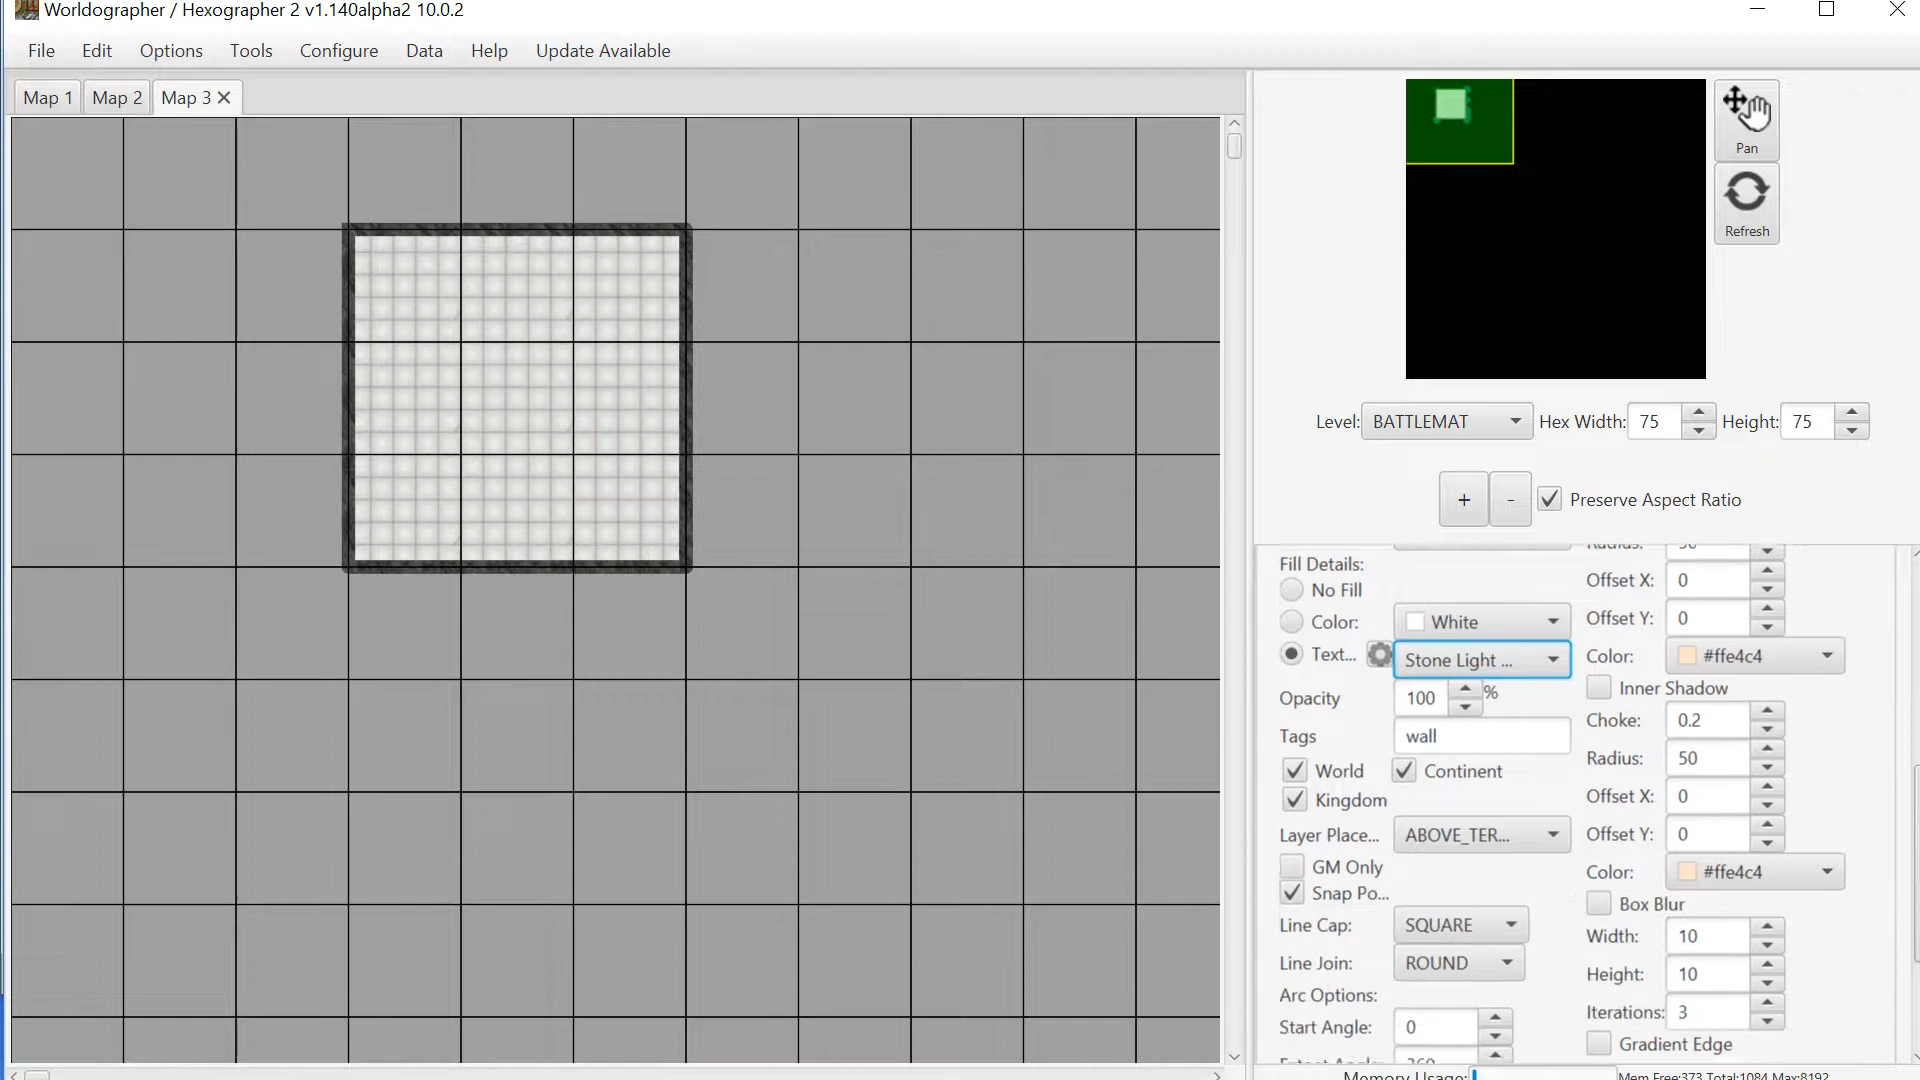 Worldographer / Hexographer 2 v1.140alpha2 10.0.2
File Edit Options Tools Configure Data Help Update Available
Map 1 Map 2 Map 3
Pan
Refresh
Level: BATTLEMAT Hex Width: 75 Height: 75
+ - Preserve Aspect Ratio
Fill Details:
No Fill
Color: White
Text... Stone Light ...
Opacity 100 %
Tags wall
World Continent
Kingdom
Layer Place... ABOVE_TER...
GM Only
Snap Po...
Line Cap: SQUARE
Line Join: ROUND
Arc Options:
Start Angle: 0
Radius:
Offset X: 0
Offset Y: 0
Color: #ffe4c4
Inner Shadow
Choke: 0.2
Radius: 50
Offset X: 0
Offset Y: 0
Color: #ffe4c4
Box Blur
Width: 10
Height: 10
Iterations: 3
Gradient Edge
Memory Usage: Mem Free:373 Total:1084 Max:8192